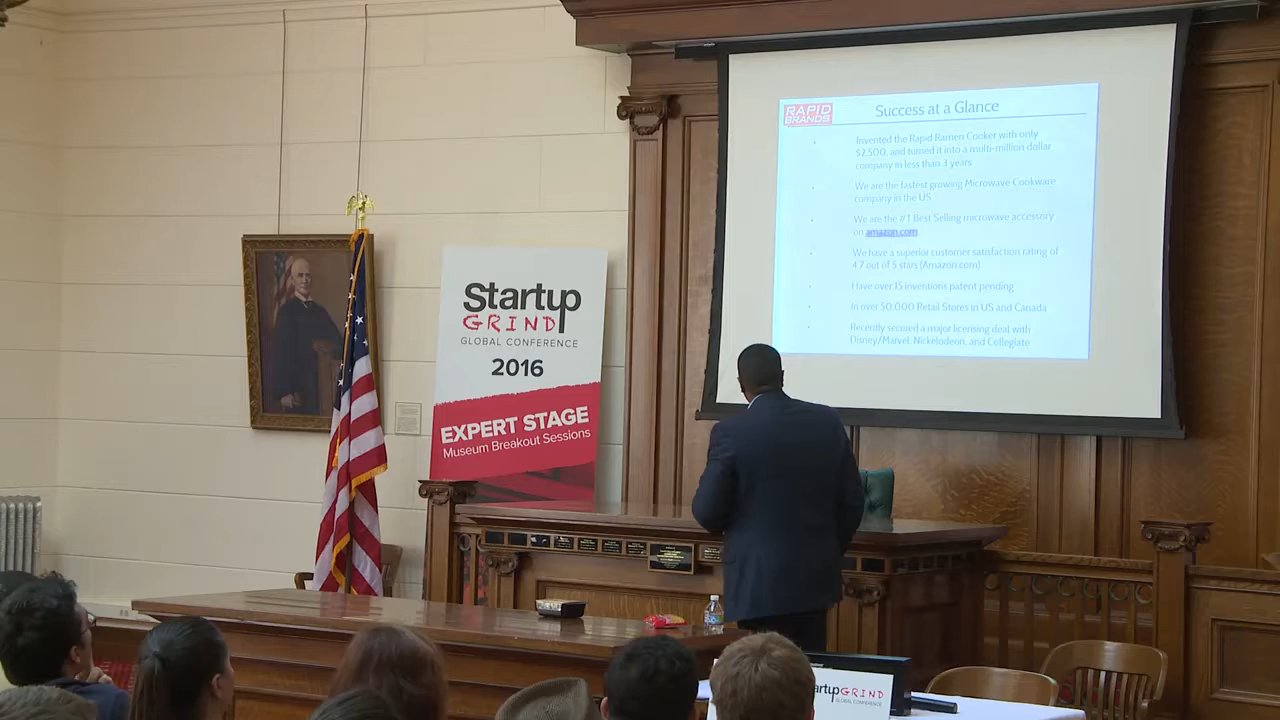 RAPID
BRANDS
Success at a Glance
Invented the Rapid Ramen Cooker with only
$2,500, and turned it into a multi-million dollar
company in less than 3 years
We are the fastest growing Microwave Cookware
company in the US
We are the #1 Best Selling microwave accessory
on amazon.com
We have a superior customer satisfaction rating of
4.7 out of 5 stars (Amazon.com)
Have over 15 inventions patent pending
In over 50,000 Retail Stores in US and Canada
Recently secured a major licensing deal with
Disney/Marvel, Nickelodeon, and Collegiate
Startup
GRIND
GLOBAL CONFERENCE
2016
EXPERT STAGE
Museum Breakout Sessions
artupGRIND
GLOBAL CONFERENCE